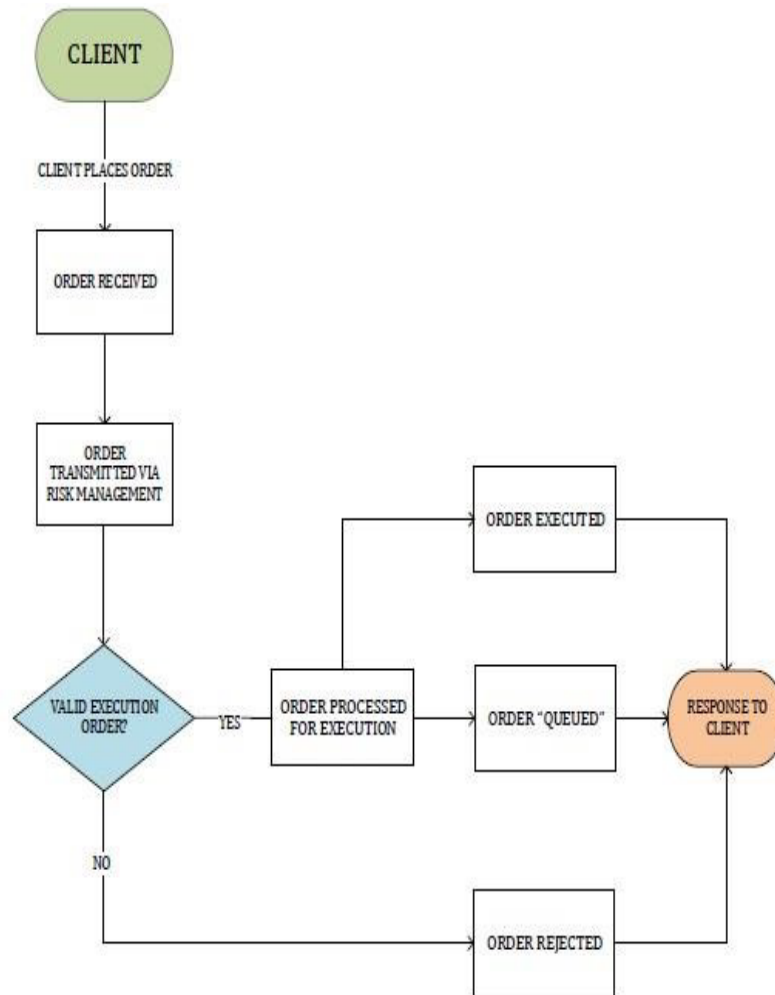 CLIENT
CLIENT PLACES ORDER
ORDER RECEIVED
ORDER
TRANSMITTED VIA
RISK MANAGEMENT
ORDER EXECUTED
VALID EXECUTION
ORDER?
YES
ORDER PROCESSED
FOR EXECUTION
ORDER “QUEUED”
RESPONSE TO
CLIENT
NO
ORDER REJECTED